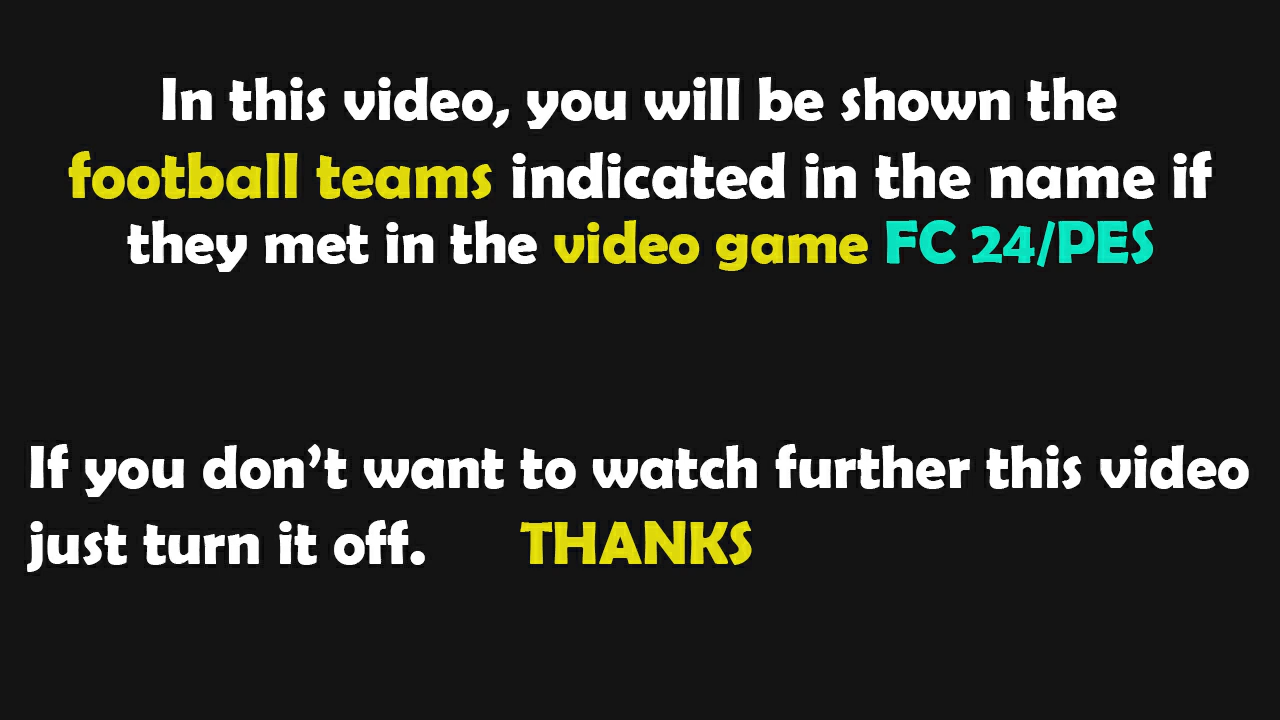 In this video, you will be shown the
football teams indicated in the name if
they met in the video game FC 24/PES
If you don’t want to watch further this video
just turn it off. THANKS